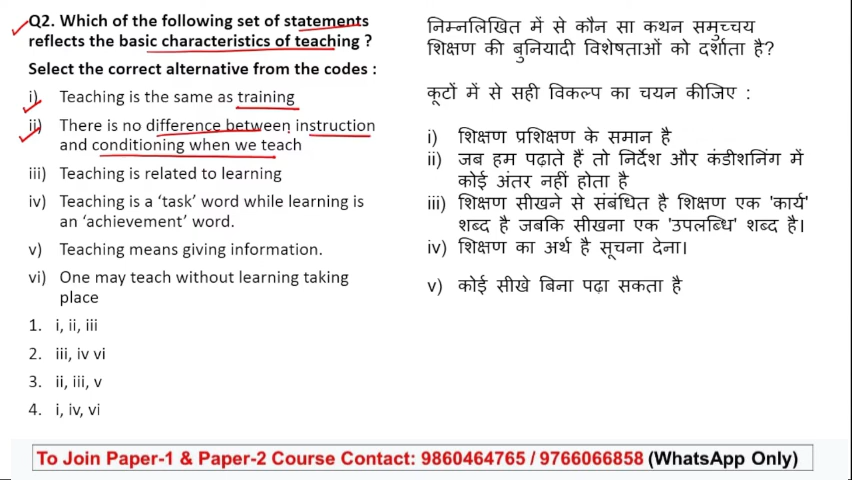 Q2. Which of the following set of statements
reflects the basic characteristics of teaching ?
Select the correct alternative from the codes :
i) Teaching is the same as training
ii) There is no difference between instruction
and conditioning when we teach
iii) Teaching is related to learning
iv) Teaching is a ‘task’ word while learning is
an ‘achievement’ word.
v) Teaching means giving information.
vi) One may teach without learning taking
place
1. i, ii, iii
2. iii, iv vi
3. ii, iii, v
4. i, iv, vi
निम्नलिखित में से कौन सा कथन समुच्चय
शिक्षण की बुनियादी विशेषताओं को दर्शाता है?
कूटों में से सही विकल्प का चयन कीजिए :
i) शिक्षण प्रशिक्षण के समान है
ii) जब हम पढ़ाते हैं तो निर्देश और कंडीशनिंग में
कोई अंतर नहीं होता है
iii) शिक्षण सीखने से संबंधित है शिक्षण एक 'कार्य'
शब्द है जबकि सीखना एक 'उपलब्धि' शब्द है।
iv) शिक्षण का अर्थ है सूचना देना।
v) कोई सीखे बिना पढ़ा सकता है
To Join Paper-1 & Paper-2 Course Contact: 9860464765 / 9766066858 (WhatsApp Only)